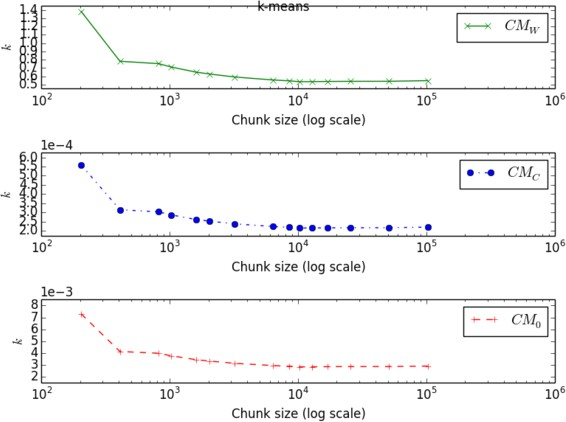 k-means
1.4
1.3
1.2
1.1
1.0
0.9
0.8
0.7
0.6
0.5
k
CM_W
10^2 10^3 10^4 10^5 10^6
Chunk size (log scale)
1e−4
6.0
5.5
5.0
4.5
4.0
3.5
3.0
2.5
2.0
k
CM_C
10^2 10^3 10^4 10^5 10^6
Chunk size (log scale)
1e−3
8
7
6
5
4
3
2
k
CM_0
10^2 10^3 10^4 10^5 10^6
Chunk size (log scale)